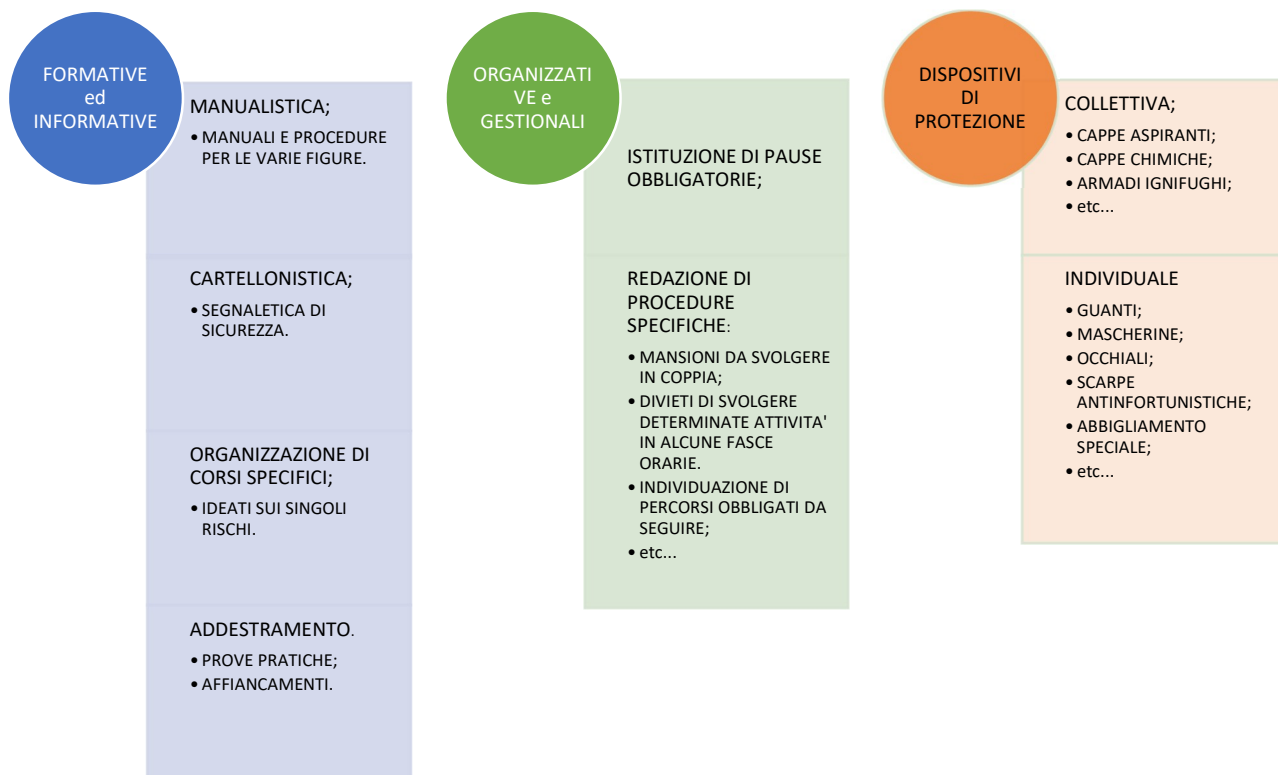 FORMATIVE
ed
INFORMATIVE
MANUALISTICA;
• MANUALI E PROCEDURE
PER LE VARIE FIGURE.
CARTELLONISTICA;
• SEGNALETICA DI
SICUREZZA.
ORGANIZZAZIONE DI
CORSI SPECIFICI;
• IDEATI SUI SINGOLI
RISCHI.
ADDESTRAMENTO.
• PROVE PRATICHE;
• AFFIANCAMENTI.
ORGANIZZATI
VE e
GESTIONALI
ISTITUZIONE DI PAUSE
OBBLIGATORIE;
REDAZIONE DI
PROCEDURE
SPECIFICHE:
• MANSIONI DA SVOLGERE
IN COPPIA;
• DIVIETI DI SVOLGERE
DETERMINATE ATTIVITA'
IN ALCUNE FASCE
ORARIE.
• INDIVIDUAZIONE DI
PERCORSI OBBLIGATI DA
SEGUIRE;
• etc...
DISPOSITIVI
DI
PROTEZIONE
COLLETTIVA;
• CAPPE ASPIRANTI;
• CAPPE CHIMICHE;
• ARMADI IGNIFUGHI;
• etc...
INDIVIDUALE
• GUANTI;
• MASCHERINE;
• OCCHIALI;
• SCARPE
ANTINFORTUNISTICHE;
• ABBIGLIAMENTO
SPECIALE;
• etc...